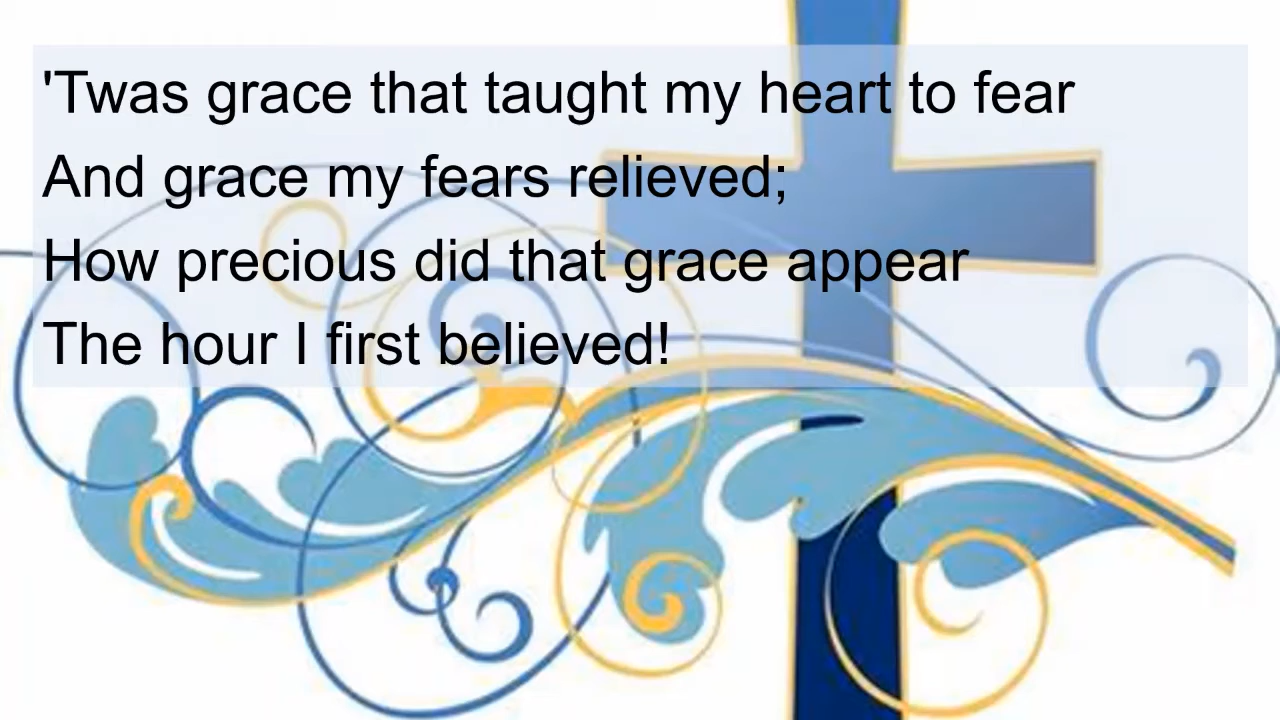 'Twas grace that taught my heart to fear
And grace my fears relieved;
How precious did that grace appear
The hour I first believed!